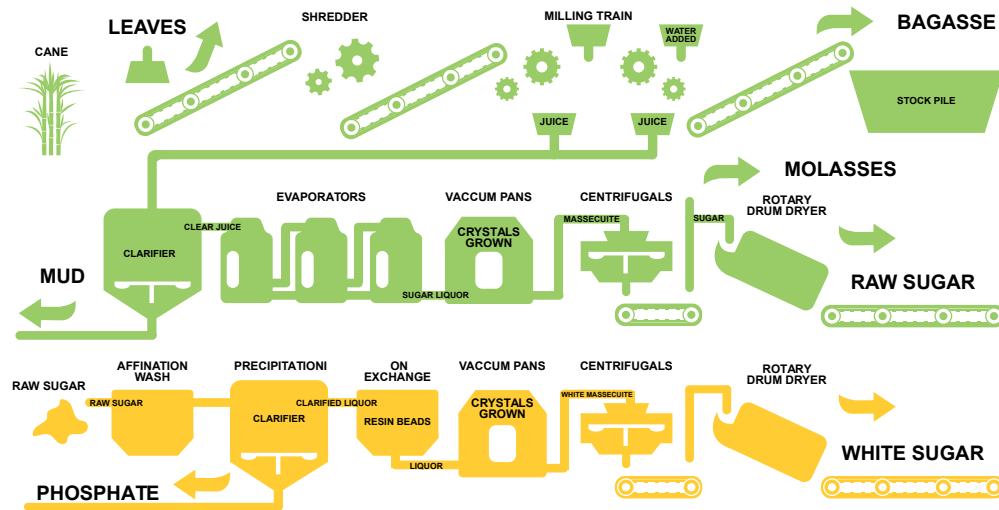 LEAVES
SHREDDER
MILLING TRAIN
BAGASSE
CANE
WATER
ADDED
STOCK PILE
JUICE
JUICE
MOLASSES
EVAPORATORS
VACCUM PANS
CENTRIFUGALS
ROTARY
DRUM DRYER
CLEAR JUICE
MASSECUITE
SUGAR
CLARIFIER
CRYSTALS
GROWN
MUD
SUGAR LIQUOR
RAW SUGAR
AFFINATION
WASH
PRECIPITATIONI
ON
EXCHANGE
VACCUM PANS
CENTRIFUGALS
ROTARY
DRUM DRYER
RAW SUGAR
RAW SUGAR
CLARIFIED LIQUOR
WHITE MASSECUITE
CLARIFIER
RESIN BEADS
CRYSTALS
GROWN
WHITE SUGAR
LIQUOR
PHOSPHATE